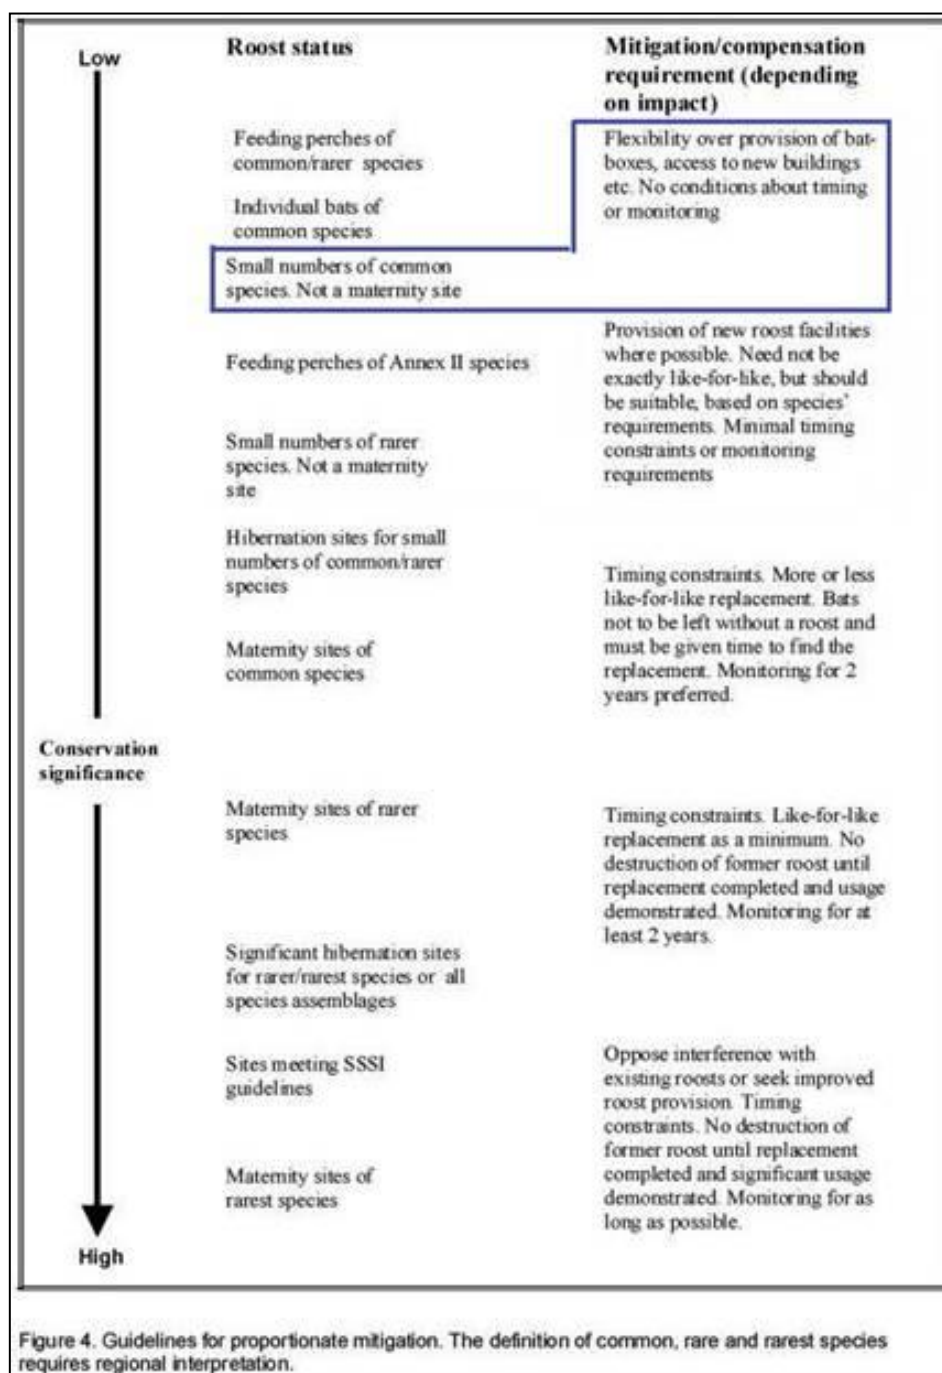 Low
Roost status
Mitigation/compensation
requirement (depending
on impact)
Feeding perches of
common/rarer species
Flexibility over provision of bat-
boxes, access to new buildings
etc. No conditions about timing
or monitoring
Individual bats of
common species
Small numbers of common
species. Not a maternity site
Feeding perches of Annex II species
Provision of new roost facilities
where possible. Need not be
exactly like-for-like, but should
be suitable, based on species'
requirements. Minimal timing
constraints or monitoring
requirements
Small numbers of rarer
species. Not a maternity
site
Hibernation sites for small
numbers of common/rarer
species
Timing constraints. More or less
like-for-like replacement. Bats
not to be left without a roost and
must be given time to find the
replacement. Monitoring for 2
years preferred.
Maternity sites of
common species
Conservation
significance
Maternity sites of rarer
species
Timing constraints. Like-for-like
replacement as a minimum. No
destruction of former roost until
replacement completed and usage
demonstrated. Monitoring for at
least 2 years.
Significant hibernation sites
for rarer/rarest species or all
species assemblages
Sites meeting SSSI
guidelines
Oppose interference with
existing roosts or seek improved
roost provision. Timing
constraints. No destruction of
former roost until replacement
completed and significant usage
demonstrated. Monitoring for as
long as possible.
Maternity sites of
rarest species
High
Figure 4. Guidelines for proportionate mitigation. The definition of common, rare and rarest species
requires regional interpretation.